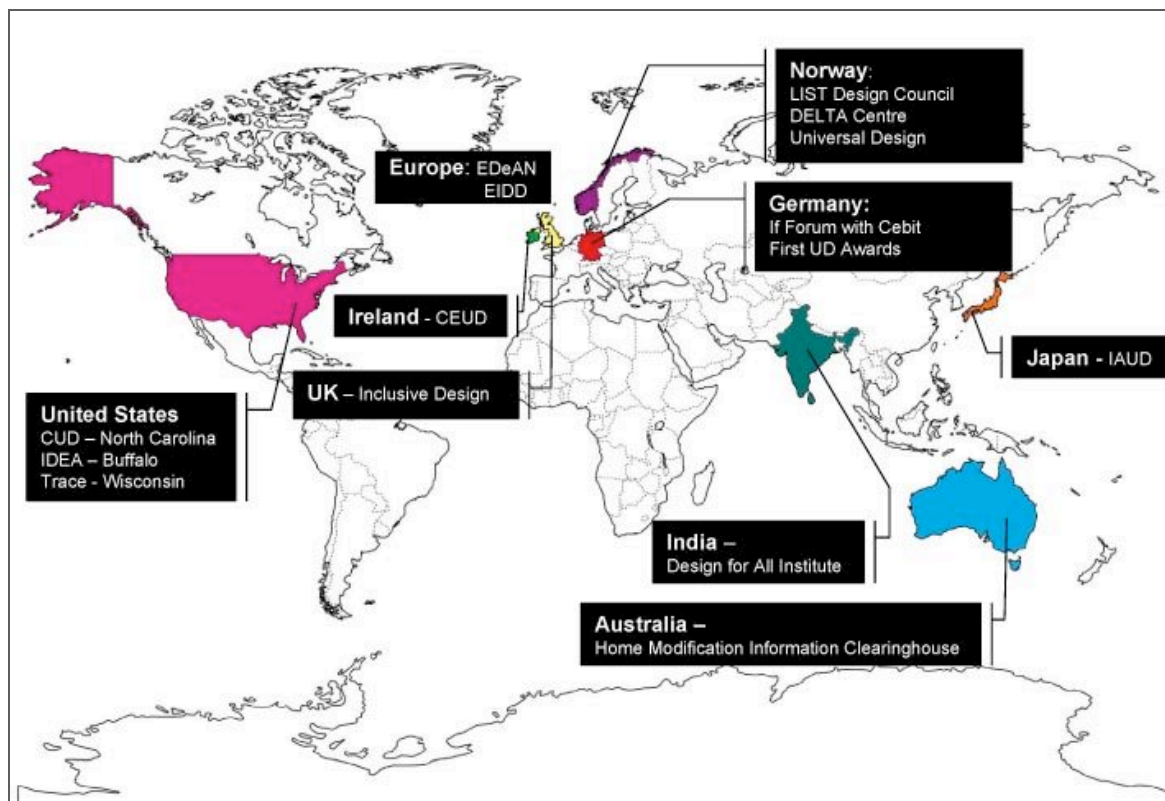 Norway:
LIST Design Council
DELTA Centre
Universal Design
Europe: EDeAN
EIDD
Germany:
If Forum with Cebit
First UD Awards
Ireland - CEUD
Japan - IAUD
UK – Inclusive Design
United States
CUD – North Carolina
IDEA – Buffalo
Trace - Wisconsin
India –
Design for All Institute
Australia –
Home Modification Information Clearinghouse